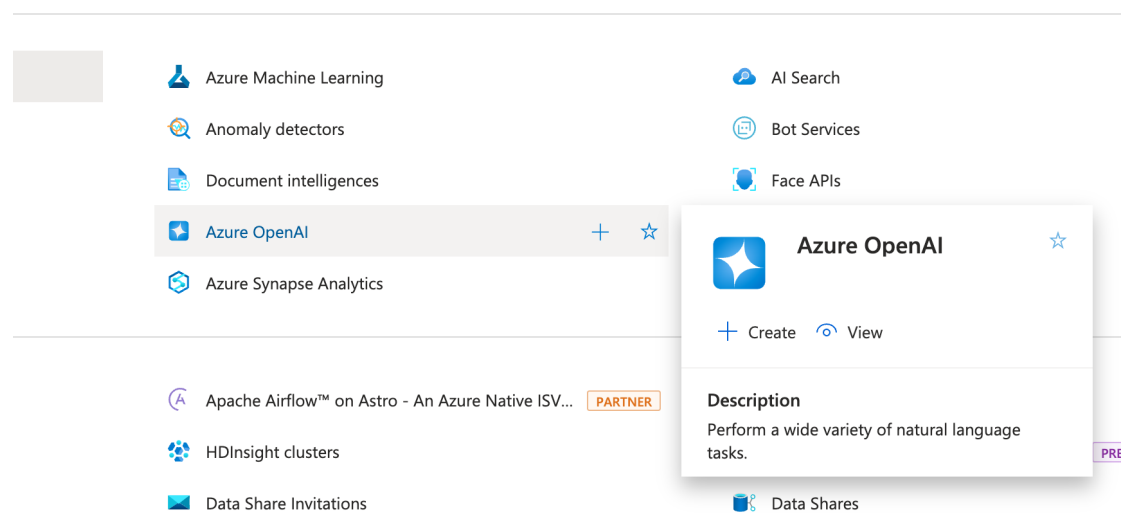 Azure Machine Learning
AI Search
Anomaly detectors
Bot Services
Document intelligences
Face APIs
Azure OpenAI
Azure Synapse Analytics
Azure OpenAI
Create
View
Description
Perform a wide variety of natural language
tasks.
Apache Airflow™ on Astro - An Azure Native ISV... PARTNER
HDInsight clusters
PRE
Data Share Invitations
Data Shares